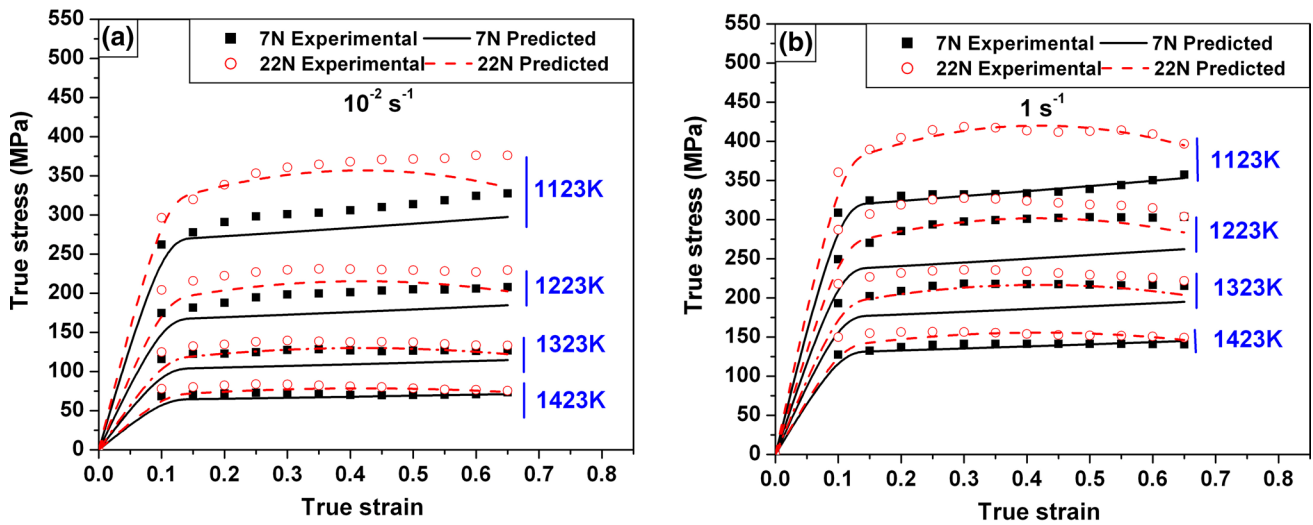 (a)
7N Experimental 7N Predicted
22N Experimental 22N Predicted
10⁻² s⁻¹
550
500
450
400
350
300
250
200
150
100
50
0
True stress (MPa)
1123K
1223K
1323K
1423K
0.0 0.1 0.2 0.3 0.4 0.5 0.6 0.7 0.8
True strain
(b)
7N Experimental 7N Predicted
22N Experimental 22N Predicted
1 s⁻¹
550
500
450
400
350
300
250
200
150
100
50
0
True stress (MPa)
1123K
1223K
1323K
1423K
0.0 0.1 0.2 0.3 0.4 0.5 0.6 0.7 0.8
True strain